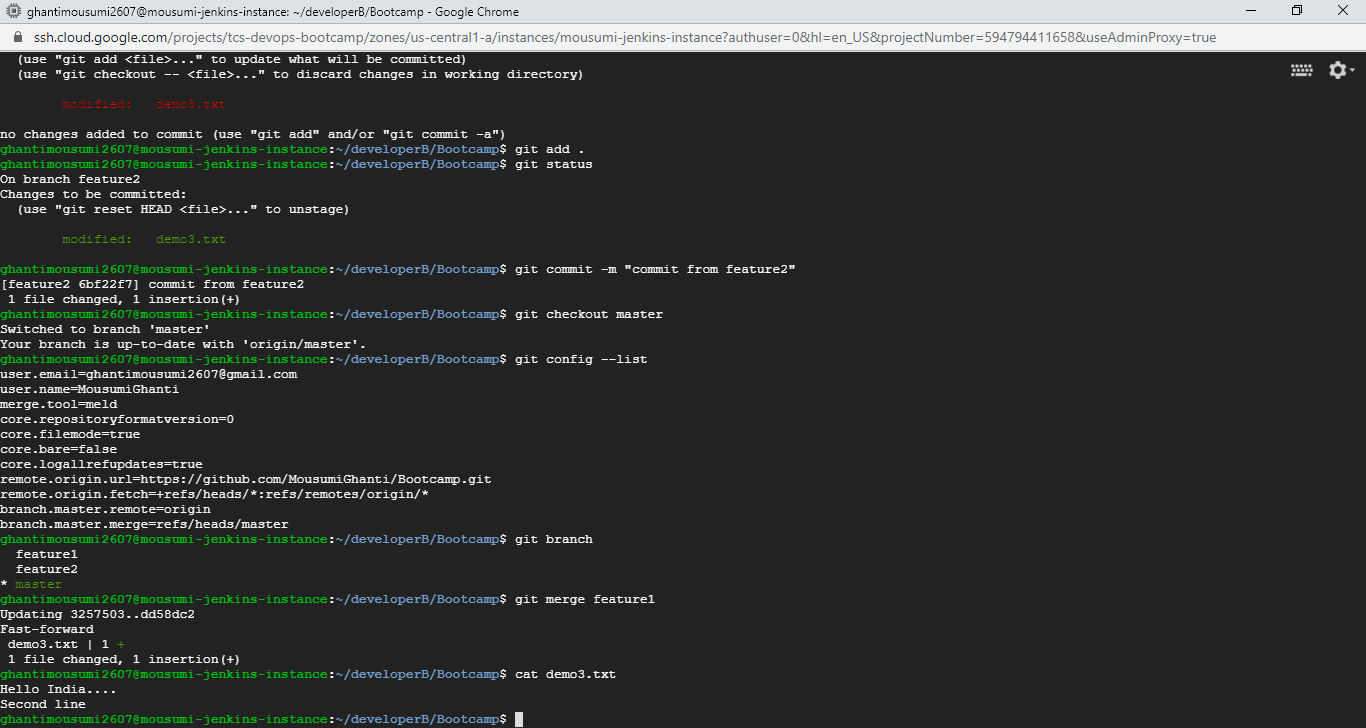 ghantimousumi2607@mousumi-jenkins-instance: ~/developerB/Bootcamp - Google Chrome
ssh.cloud.google.com/projects/tcs-devops-bootcamp/zones/us-central1-a/instances/mousumi-jenkins-instance?authuser=0&hl=en_US&projectNumber=594794411658&useAdminProxy=true
  (use "git add <file>..." to update what will be committed)
  (use "git checkout -- <file>..." to discard changes in working directory)
        modified:   demo3.txt
no changes added to commit (use "git add" and/or "git commit -a")
ghantimousumi2607@mousumi-jenkins-instance:~/developerB/Bootcamp$ git add .
ghantimousumi2607@mousumi-jenkins-instance:~/developerB/Bootcamp$ git status
On branch feature2
Changes to be committed:
  (use "git reset HEAD <file>..." to unstage)
        modified:   demo3.txt
ghantimousumi2607@mousumi-jenkins-instance:~/developerB/Bootcamp$ git commit -m "commit from feature2"
[feature2 6bf22f7] commit from feature2
 1 file changed, 1 insertion(+)
ghantimousumi2607@mousumi-jenkins-instance:~/developerB/Bootcamp$ git checkout master
Switched to branch 'master'
Your branch is up-to-date with 'origin/master'.
ghantimousumi2607@mousumi-jenkins-instance:~/developerB/Bootcamp$ git config --list
user.email=ghantimousumi2607@gmail.com
user.name=MousumiGhanti
merge.tool=meld
core.repositoryformatversion=0
core.filemode=true
core.bare=false
core.logallrefupdates=true
remote.origin.url=https://github.com/MousumiGhanti/Bootcamp.git
remote.origin.fetch=+refs/heads/*:refs/remotes/origin/*
branch.master.remote=origin
branch.master.merge=refs/heads/master
ghantimousumi2607@mousumi-jenkins-instance:~/developerB/Bootcamp$ git branch
  feature1
  feature2
* master
ghantimousumi2607@mousumi-jenkins-instance:~/developerB/Bootcamp$ git merge feature1
Updating 3257503..dd58dc2
Fast-forward
 demo3.txt | 1 +
 1 file changed, 1 insertion(+)
ghantimousumi2607@mousumi-jenkins-instance:~/developerB/Bootcamp$ cat demo3.txt
Hello India....
Second line
ghantimousumi2607@mousumi-jenkins-instance:~/developerB/Bootcamp$